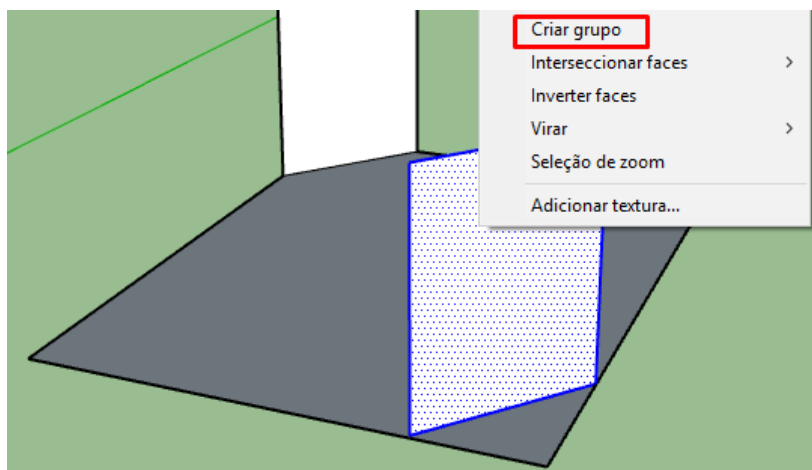 Criar grupo
Interseccionar faces
Inverter faces
Virar
Seleção de zoom
Adicionar textura...